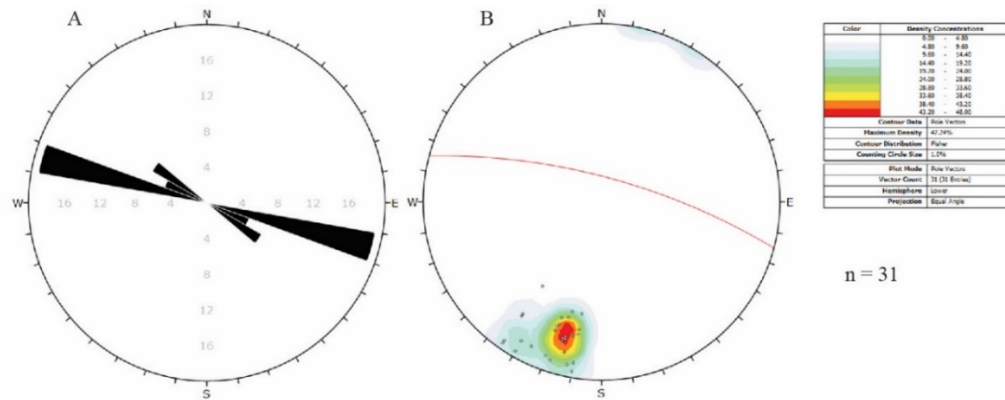 A
N
16
12
8
4
W
16 12 8 4
4 8 12 16
E
4
8
12
16
S
B
N
W
E
S
Color Density Concentrations
0.00 - 4.80
4.80 - 9.60
9.60 - 14.40
14.40 - 19.20
19.20 - 24.00
24.00 - 28.80
28.80 - 33.60
33.60 - 38.40
38.40 - 43.20
43.20 - 48.00
Contour Data Pole Vectors
Maximum Density 47.24%
Contour Distribution Fisher
Counting Circle Size 1.0%
Plot Mode Pole Vectors
Vector Count 31 (31 Entries)
Hemisphere Lower
Projection Equal Angle
n = 31